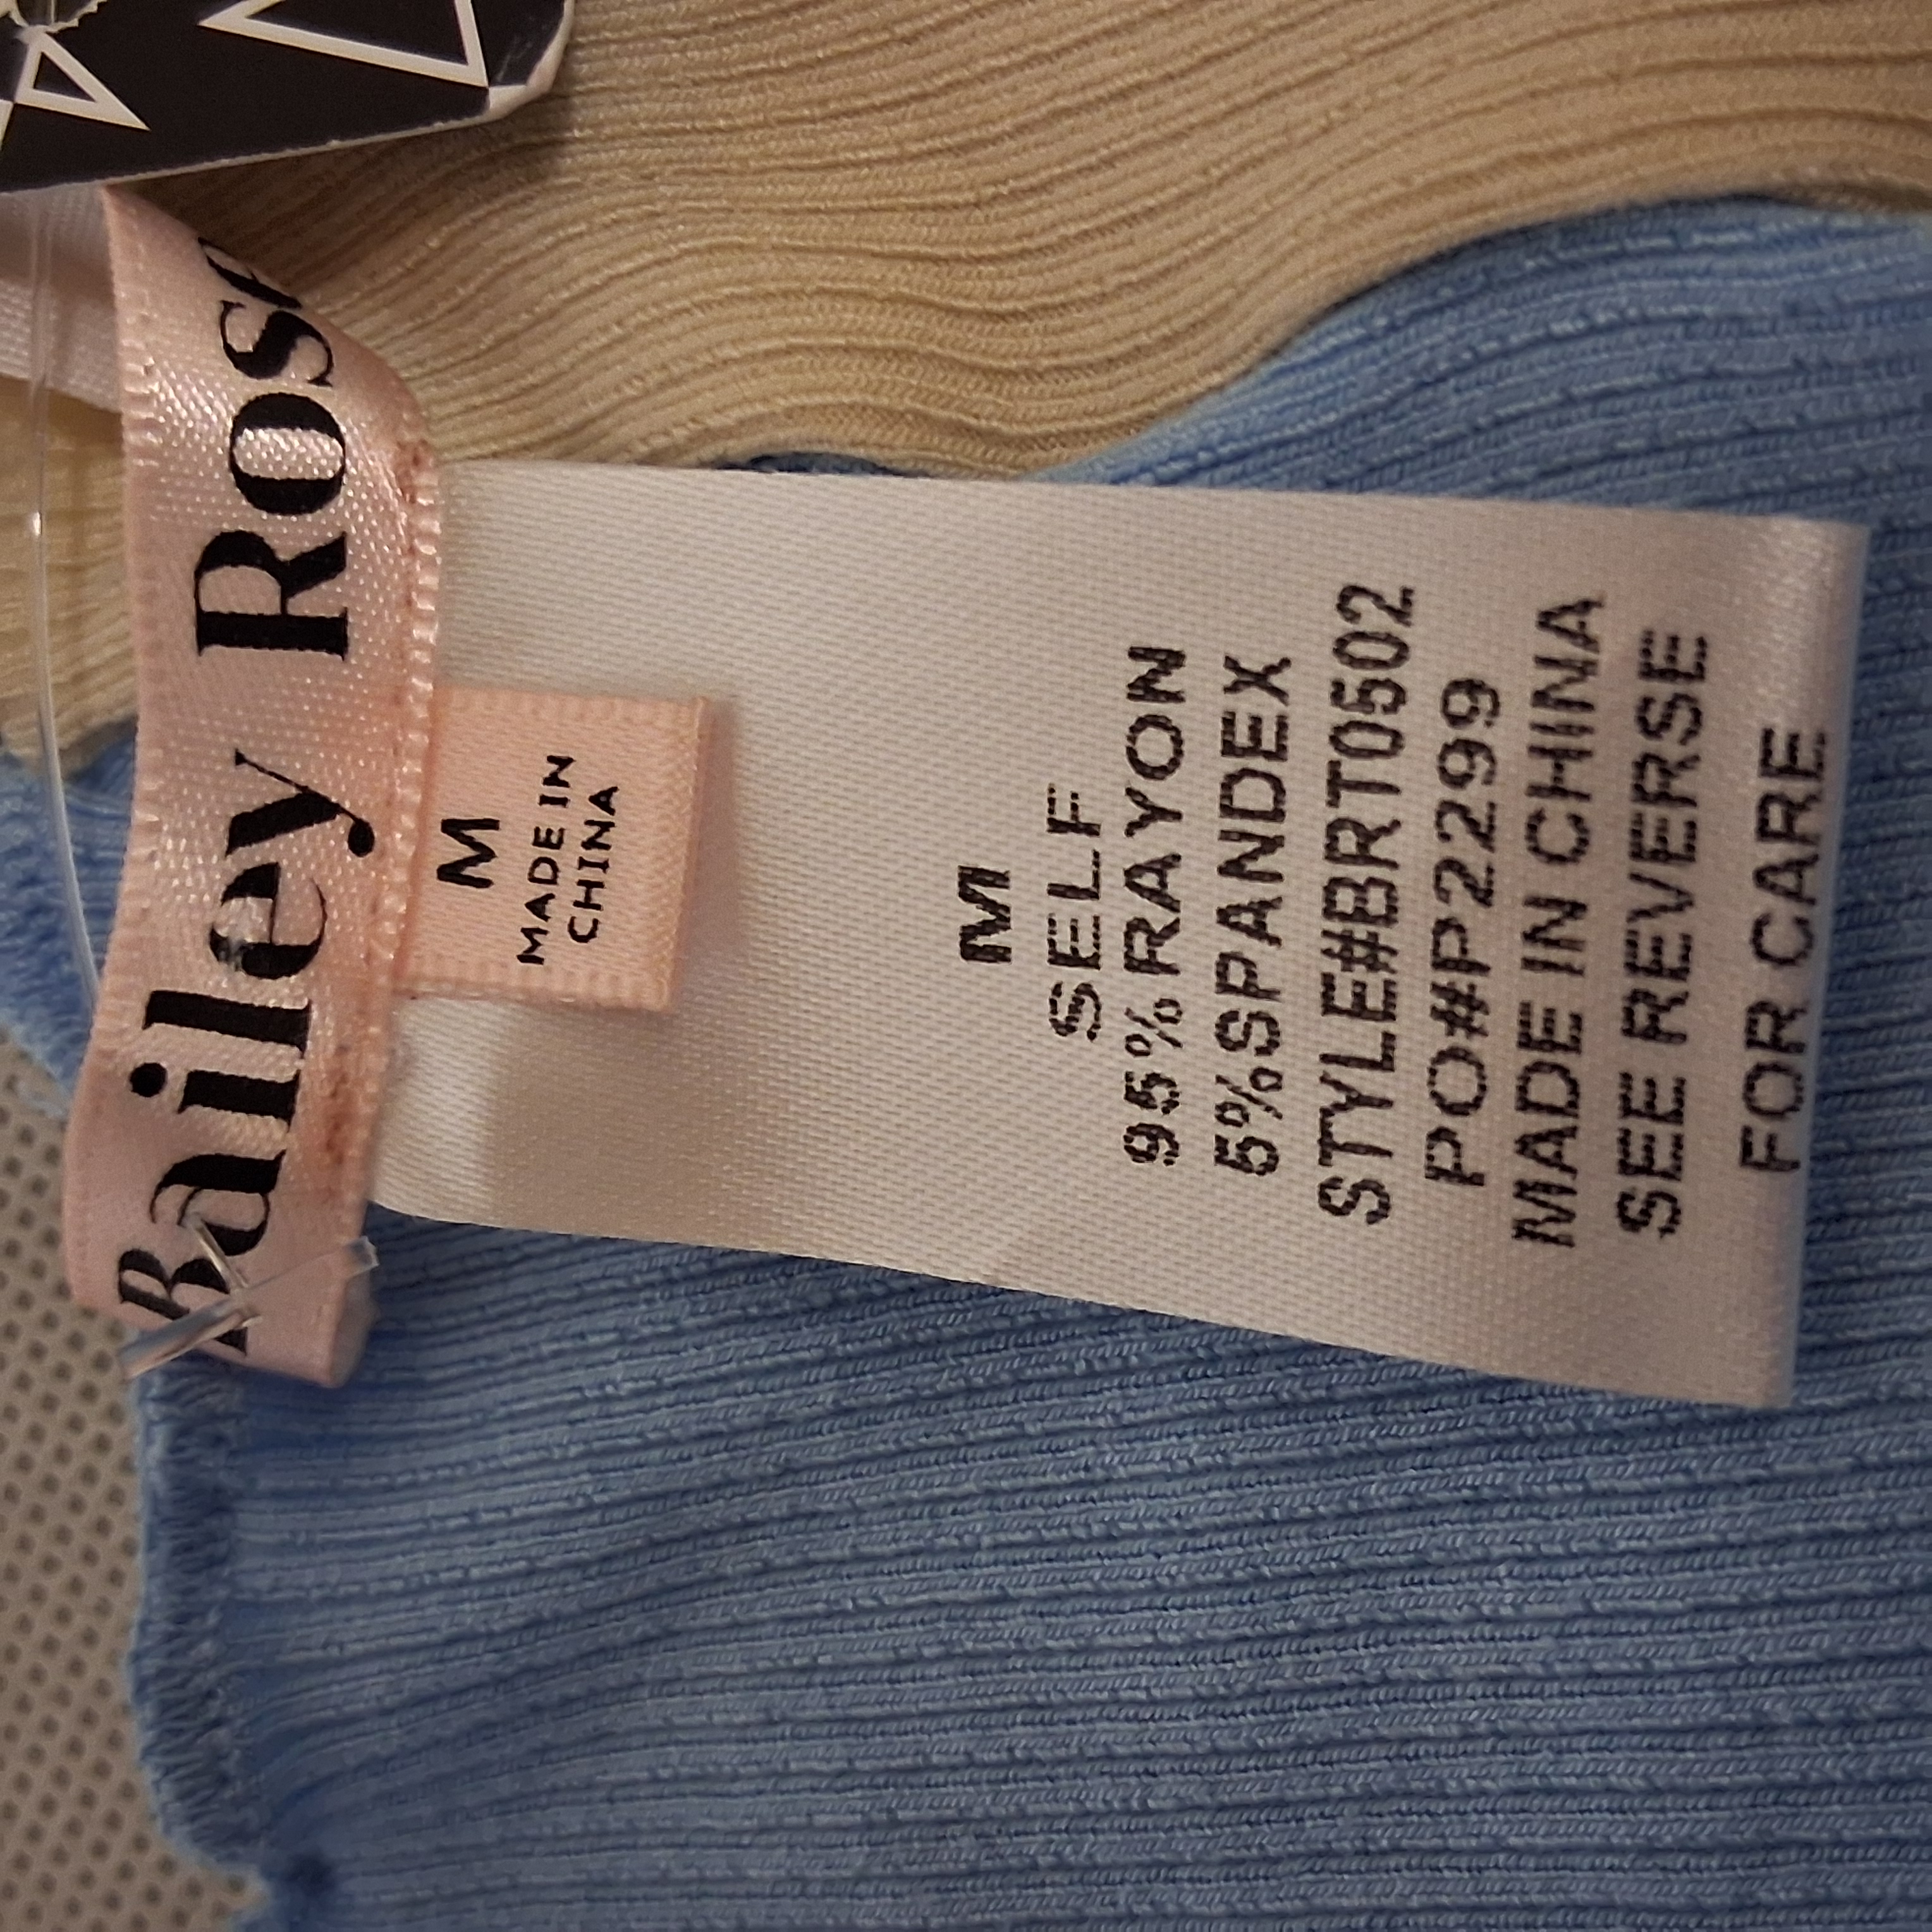 Bailey Rose
M
MADE IN
CHINA
M
SELF
95%RAYON
5%SPANDEX
STYLE#BRT0502
PO#P2299
MADE IN CHINA
SEE REVERSE
FOR CARE